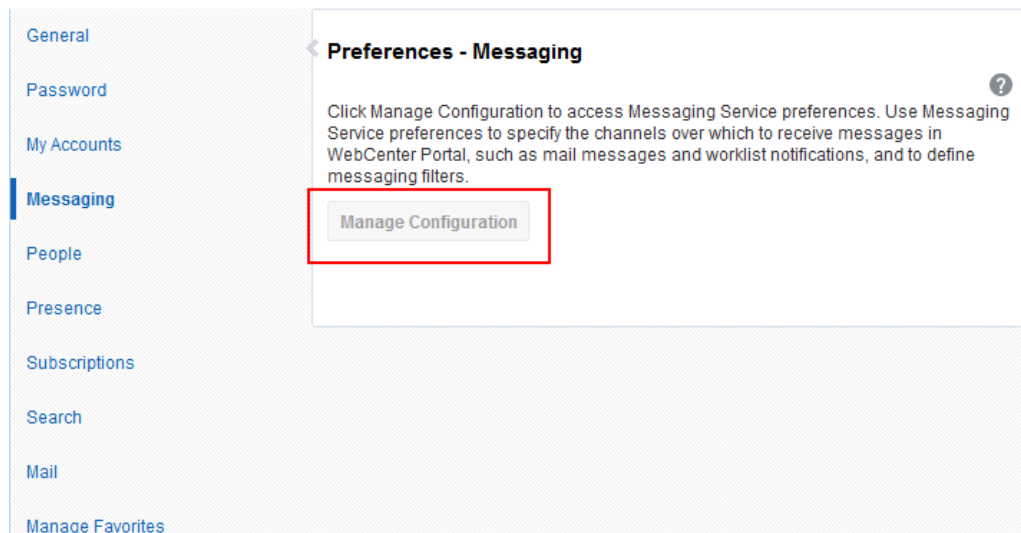 General
Password
My Accounts
Messaging
People
Presence
Subscriptions
Search
Mail
Manage Favorites
Preferences - Messaging
?
Click Manage Configuration to access Messaging Service preferences. Use Messaging
Service preferences to specify the channels over which to receive messages in
WebCenter Portal, such as mail messages and worklist notifications, and to define
messaging filters.
Manage Configuration